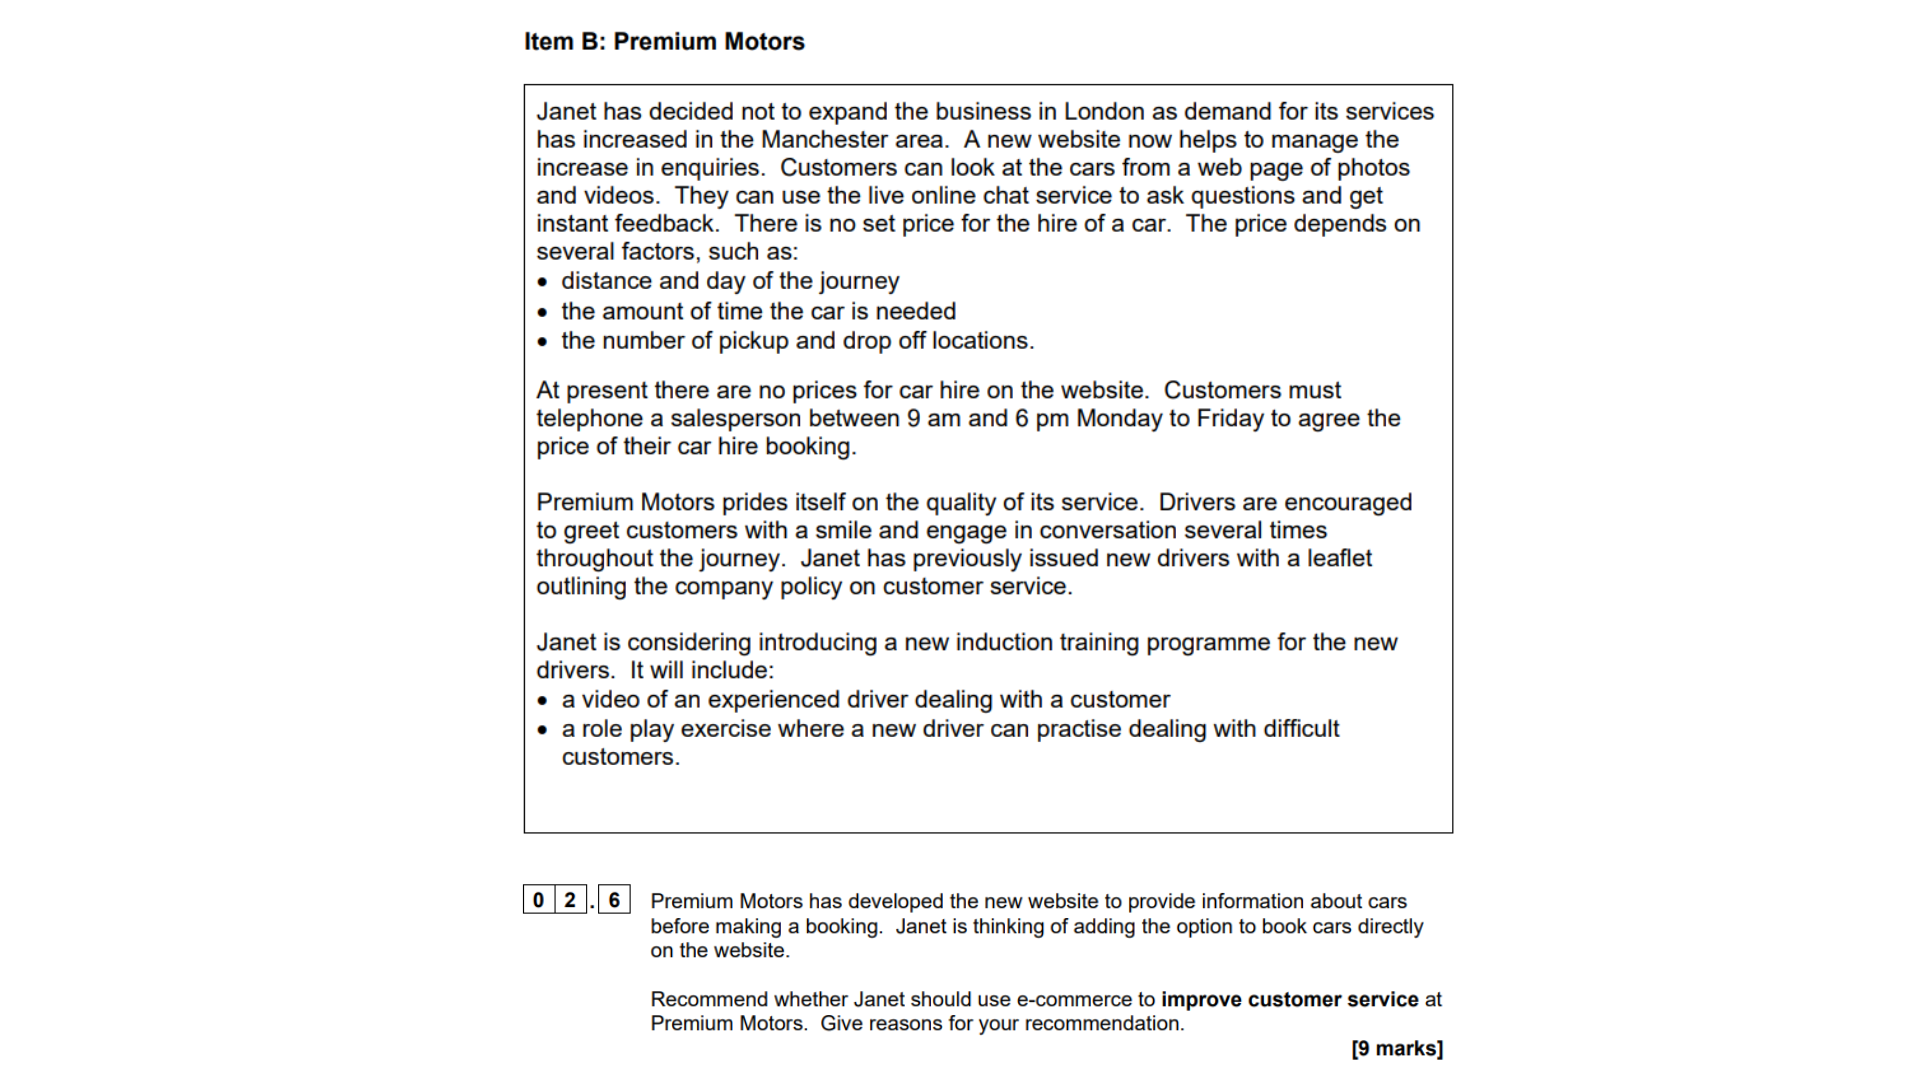 Item B: Premium Motors
Janet has decided not to expand the business in London as demand for its services
has increased in the Manchester area.  A new website now helps to manage the
increase in enquiries.  Customers can look at the cars from a web page of photos
and videos.  They can use the live online chat service to ask questions and get
instant feedback.  There is no set price for the hire of a car.  The price depends on
several factors, such as:
• distance and day of the journey
• the amount of time the car is needed
• the number of pickup and drop off locations.
At present there are no prices for car hire on the website.  Customers must
telephone a salesperson between 9 am and 6 pm Monday to Friday to agree the
price of their car hire booking.
Premium Motors prides itself on the quality of its service.  Drivers are encouraged
to greet customers with a smile and engage in conversation several times
throughout the journey.  Janet has previously issued new drivers with a leaflet
outlining the company policy on customer service.
Janet is considering introducing a new induction training programme for the new
drivers.  It will include:
• a video of an experienced driver dealing with a customer
• a role play exercise where a new driver can practise dealing with difficult
customers.
0 2 . 6 Premium Motors has developed the new website to provide information about cars
before making a booking.  Janet is thinking of adding the option to book cars directly
on the website.
Recommend whether Janet should use e-commerce to improve customer service at
Premium Motors.  Give reasons for your recommendation.
[9 marks]